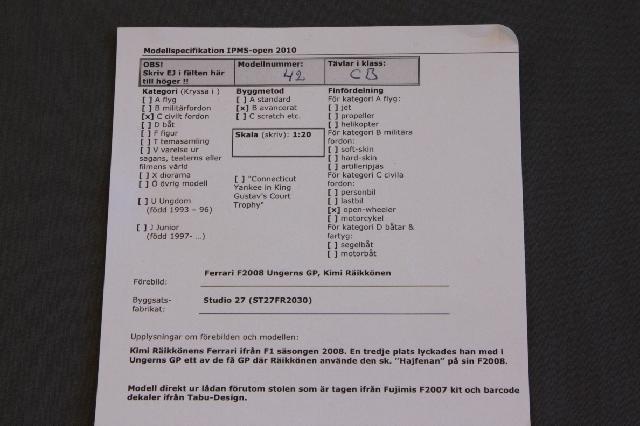 Modellspecifikation IPMS-open 2010
OBS!
Skriv EJ i fälten här
till höger !!
Modellnummer:
42
Tävlar i klass:
CB
Kategori (Kryssa i )
[ ] A flyg
[ ] B militärfordon
[x] C civilt fordon
[ ] D båt
[ ] F figur
[ ] T temasamling
[ ] V varelse ur
sagans, teaterns eller
filmens värld
[ ] X diorama
[ ] Ö övrig modell
[ ] U Ungdom
(född 1993 – 96)
[ ] J Junior
(född 1997- ...)
Byggmetod
[ ] A standard
[x] B avancerat
[ ] C scratch etc.
Skala (skriv): 1:20
[ ] "Connecticut
Yankee in King
Gustav's Court
Trophy"
Finfördelning
För kategori A flyg:
[ ] jet
[ ] propeller
[ ] helikopter
För kategori B militära
fordon:
[ ] soft-skin
[ ] hard-skin
[ ] artilleripjäs
För kategori C civila
fordon:
[ ] personbil
[ ] lastbil
[x] open-wheeler
[ ] motorcykel
För kategori D båtar &
fartyg:
[ ] segelbåt
[ ] motorbåt
Ferrari F2008 Ungerns GP, Kimi Räikkönen
Förebild:
Byggsats-
fabrikat:
Studio 27 (ST27FR2030)
Upplysningar om förebilden och modellen:
Kimi Räikkönens Ferrari ifrån F1 säsongen 2008. En tredje plats lyckades han med i
Ungerns GP ett av de få GP där Räikkönen använde den sk. "Hajfenan" på sin F2008.
Modell direkt ur lådan förutom stolen som är tagen ifrån Fujimis F2007 kit och barcode
dekaler ifrån Tabu-Design.